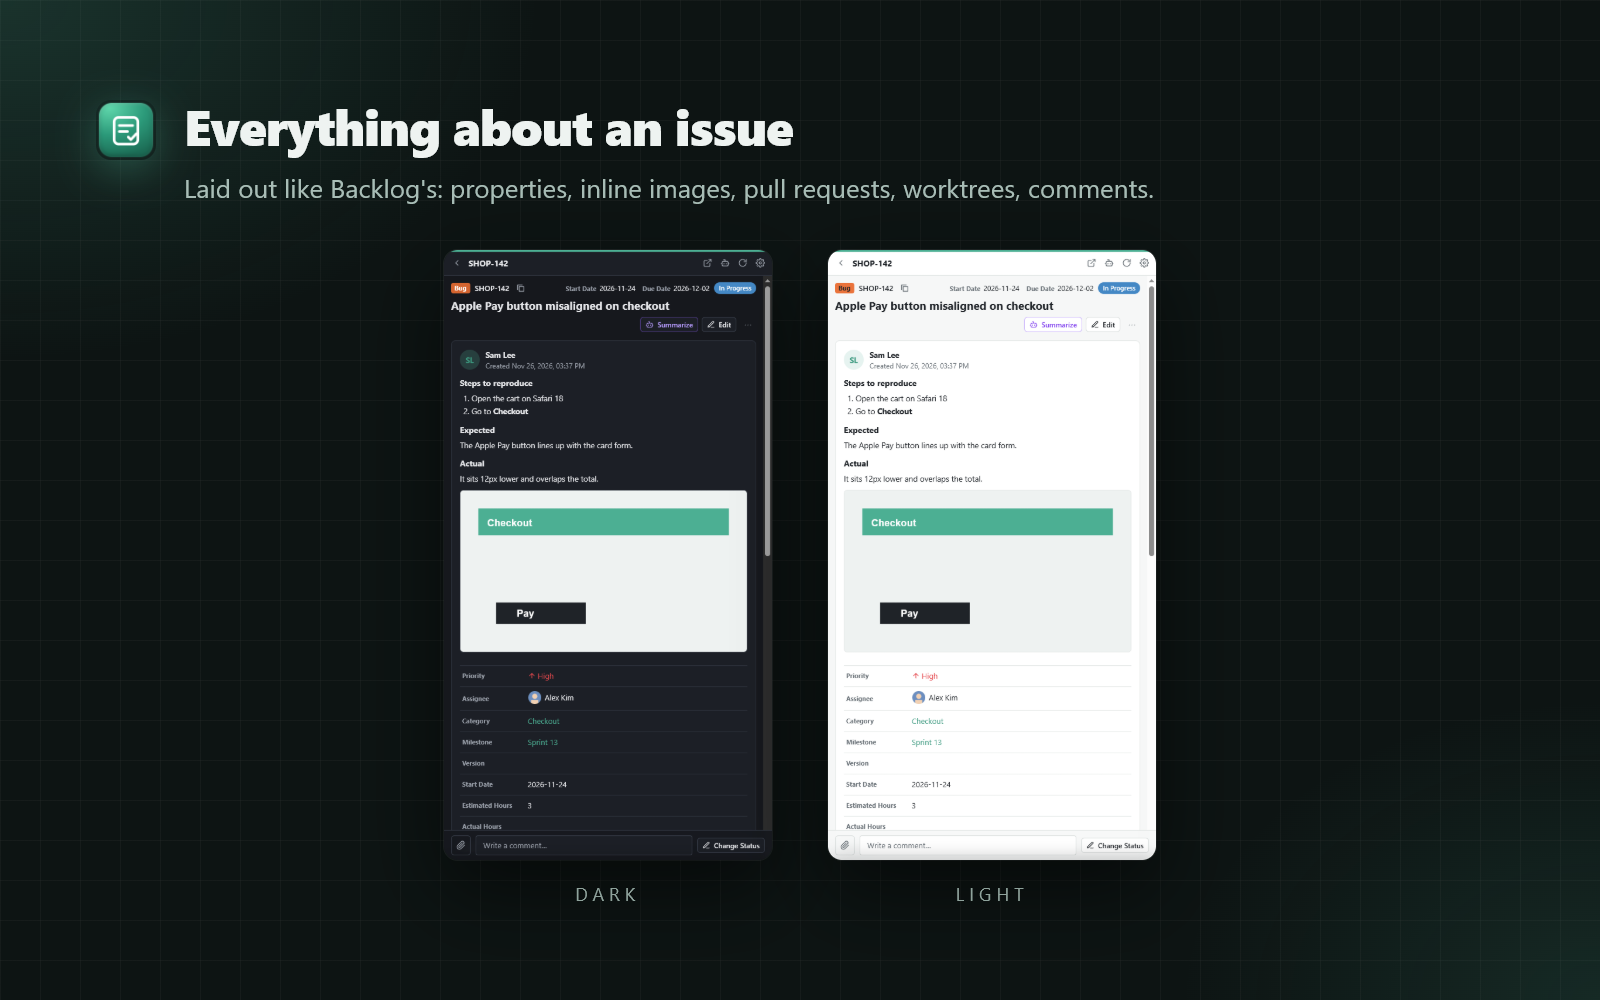 Everything about an issue
Laid out like Backlog's: properties, inline images, pull requests, worktrees, comments.
SHOP-142
Bug SHOP-142 Start Date 2026-11-24 Due Date 2026-12-02 In Progress
Apple Pay button misaligned on checkout
Summarize Edit ...
SL Sam Lee
Created Nov 26, 2026, 03:37 PM
Steps to reproduce
1. Open the cart on Safari 18
2. Go to Checkout
Expected
The Apple Pay button lines up with the card form.
Actual
It sits 12px lower and overlaps the total.
Checkout
Pay
Priority High
Assignee Alex Kim
Category Checkout
Milestone Sprint 13
Version
Start Date 2026-11-24
Estimated Hours 3
Actual Hours
Write a comment... Change Status
DARK
SHOP-142
Bug SHOP-142 Start Date 2026-11-24 Due Date 2026-12-02 In Progress
Apple Pay button misaligned on checkout
Summarize Edit ...
SL Sam Lee
Created Nov 26, 2026, 03:37 PM
Steps to reproduce
1. Open the cart on Safari 18
2. Go to Checkout
Expected
The Apple Pay button lines up with the card form.
Actual
It sits 12px lower and overlaps the total.
Checkout
Pay
Priority High
Assignee Alex Kim
Category Checkout
Milestone Sprint 13
Version
Start Date 2026-11-24
Estimated Hours 3
Actual Hours
Write a comment... Change Status
LIGHT